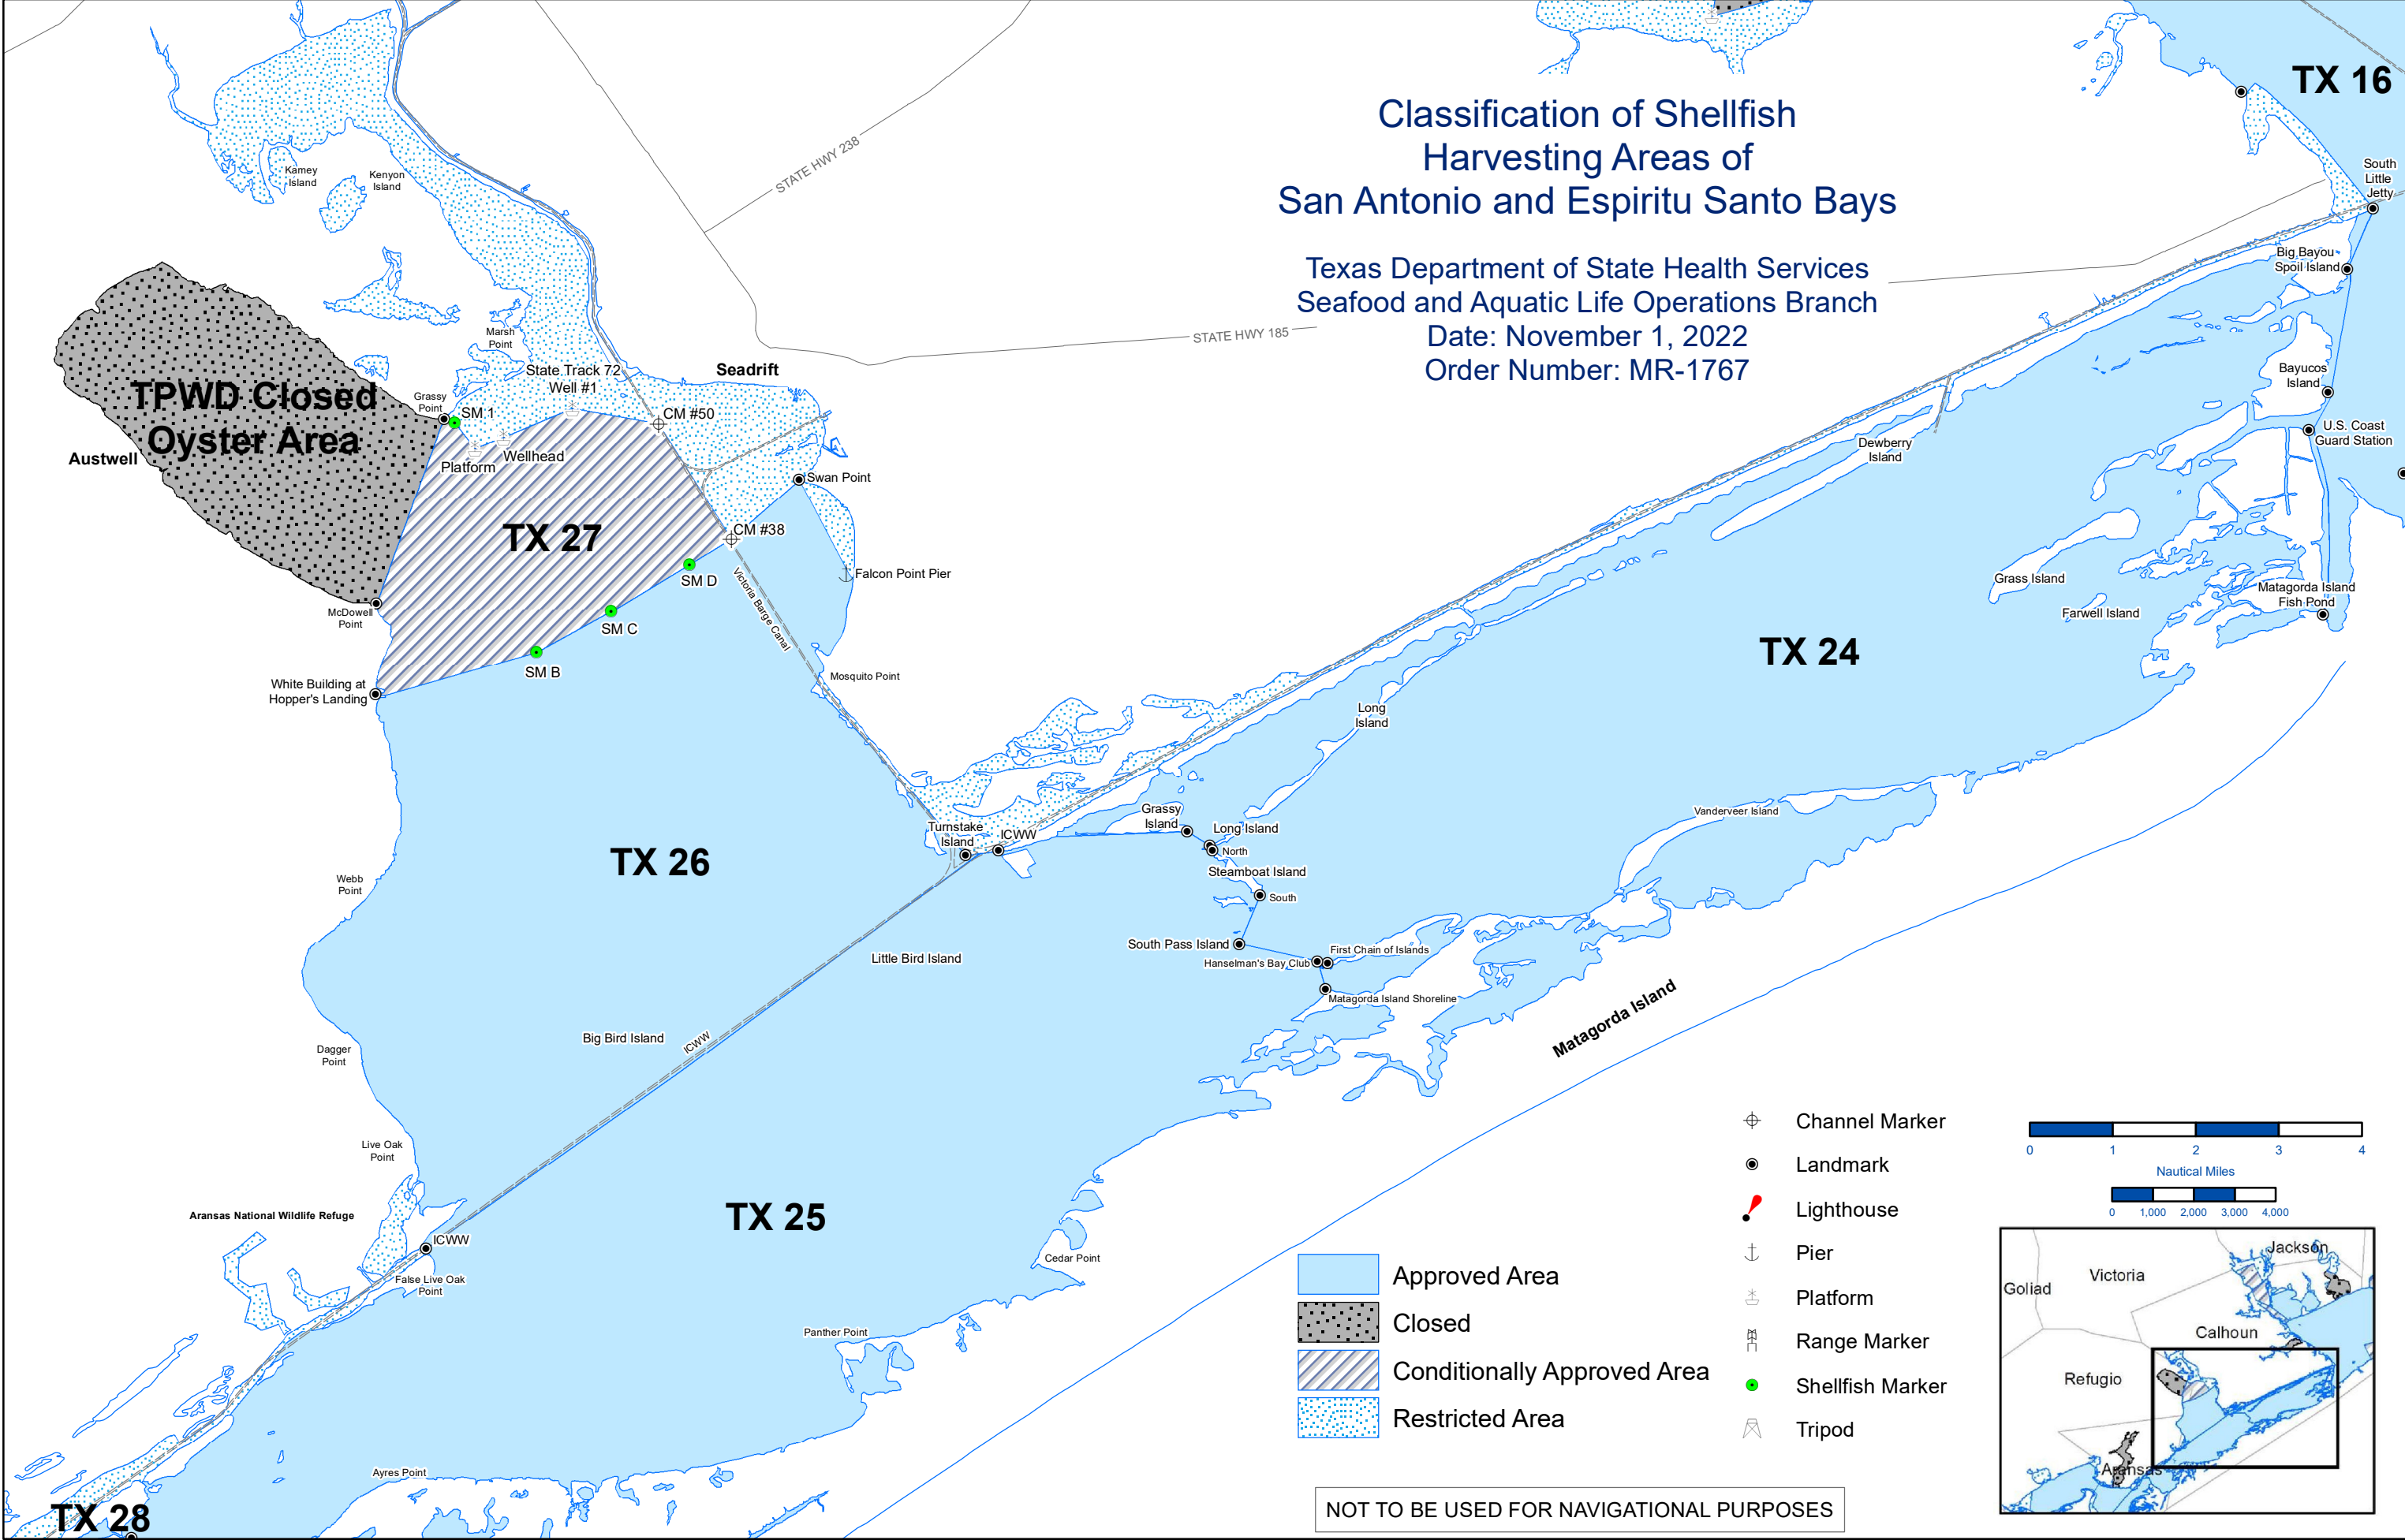 TX 16
Classification of Shellfish
Harvesting Areas of
San Antonio and Espiritu Santo Bays
Texas Department of State Health Services
Seafood and Aquatic Life Operations Branch
Date: November 1, 2022
Order Number: MR-1767
STATE HWY 238
STATE HWY 185
South
Little
Jetty
Big Bayou
Spoil Island
Bayucos
Island
U.S. Coast
Guard Station
Kamey
Island
Kenyon
Island
Marsh
Point
State Track 72
Well #1
Seadrift
Grassy
Point
SM 1
CM #50
TPWD Closed
Oyster Area
Austwell
Platform
Wellhead
Swan Point
TX 27
CM #38
SM D
Falcon Point Pier
Victoria Barge Canal
McDowell
Point
SM C
SM B
White Building at
Hopper's Landing
Mosquito Point
Dewberry
Island
Grass Island
Farwell Island
Matagorda Island
Fish Pond
TX 24
Long
Island
Vanderveer Island
Grassy
Island
Long Island
North
Steamboat Island
South
Turnstake
Island
ICWW
TX 26
Webb
Point
South Pass Island
First Chain of Islands
Hanselman's Bay Club
Matagorda Island Shoreline
Matagorda Island
Little Bird Island
Big Bird Island
ICWW
Dagger
Point
Live Oak
Point
Aransas National Wildlife Refuge
ICWW
False Live Oak
Point
TX 25
Cedar Point
Panther Point
Ayres Point
TX 28
Approved Area
Closed
Conditionally Approved Area
Restricted Area
Channel Marker
Landmark
Lighthouse
Pier
Platform
Range Marker
Shellfish Marker
Tripod
0 1 2 3 4
Nautical Miles
0 1,000 2,000 3,000 4,000
Jackson
Victoria
Goliad
Calhoun
Refugio
Aransas
NOT TO BE USED FOR NAVIGATIONAL PURPOSES